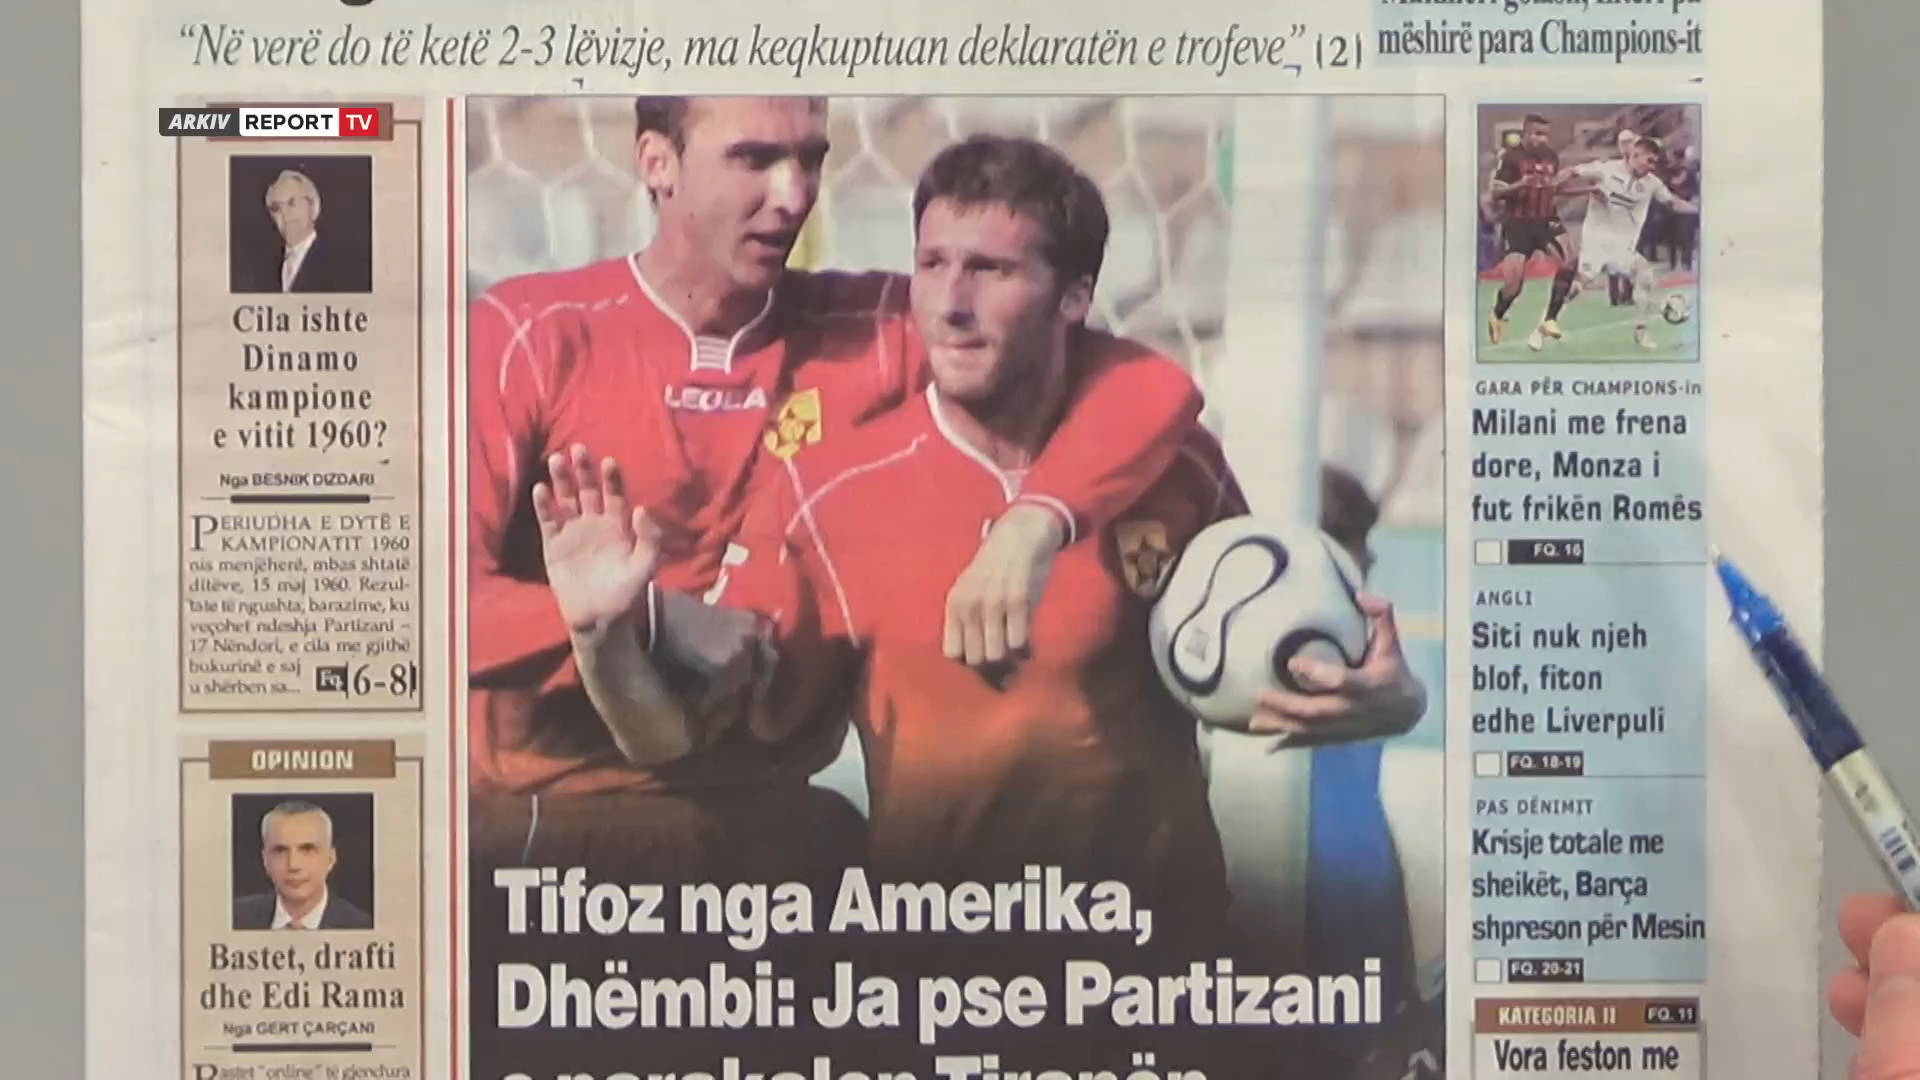 “Në verë do të ketë 2-3 lëvizje, ma keqkuptuan deklaratën e trofeve” (2)
mëshirë para Champions-it
ARKIV REPORT TV
Cila ishte
Dinamo
kampione
e vitit 1960?
Nga BESNIK DIZDARI
PERIUDHA E DYTË E
KAMPIONATIT 1960
nis menjëherë, mbas shtatë
ditëve, 15 maj 1960. Rezul-
tate të ngushta, barazime, ku
veçohet ndeshja Partizani –
17 Nëndori, e cila me gjithë
bukurinë e saj
u shërben sa... Fq. 6-8
OPINION
Bastet, drafti
dhe Edi Rama
Nga GERT ÇARÇANI
Bastet "online" të gjendura
LEGEA
Tifoz nga Amerika,
Dhëmbi: Ja pse Partizani
e parakalon Tiranën
GARA PËR CHAMPIONS-in
Milani me frena
dore, Monza i
fut frikën Romës
FQ. 16
ANGLI
Siti nuk njeh
blof, fiton
edhe Liverpuli
FQ. 18-19
PAS DËNIMIT
Krisje totale me
sheikët, Barça
shpreson për Mesin
FQ. 20-21
KATEGORIA II FQ. 11
Vora feston me